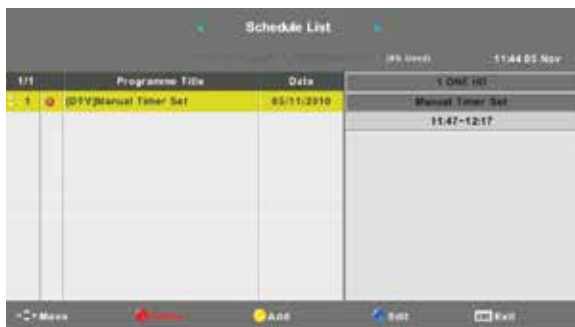 Schedule List
(0% Used) 11:44 05 Nov
1/1 Programme Title Date 1 ONE HD
1 [DTV]Manual Timer Set 05/11/2010 Manual Timer Set
11:47~12:17
Move Add Edit Exit